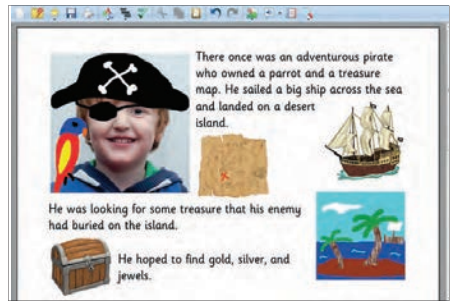 There once was an adventurous pirate
who owned a parrot and a treasure
map. He sailed a big ship across the sea
and landed on a desert
island.
He was looking for some treasure that his enemy
had buried on the island.
He hoped to find gold, silver, and
jewels.